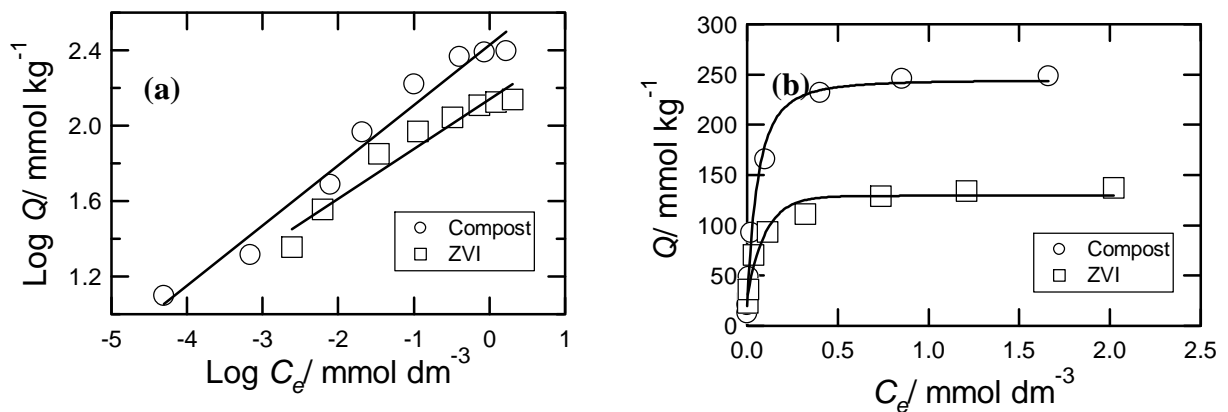 2.4
2.0
1.6
1.2
Log Q/ mmol kg-1
(a)
Compost
ZVI
-5 -4 -3 -2 -1 0 1
Log Ce/ mmol dm-3
300
250
200
150
100
50
0
Q/ mmol kg-1
(b)
Compost
ZVI
0.0 0.5 1.0 1.5 2.0 2.5
Ce/ mmol dm-3